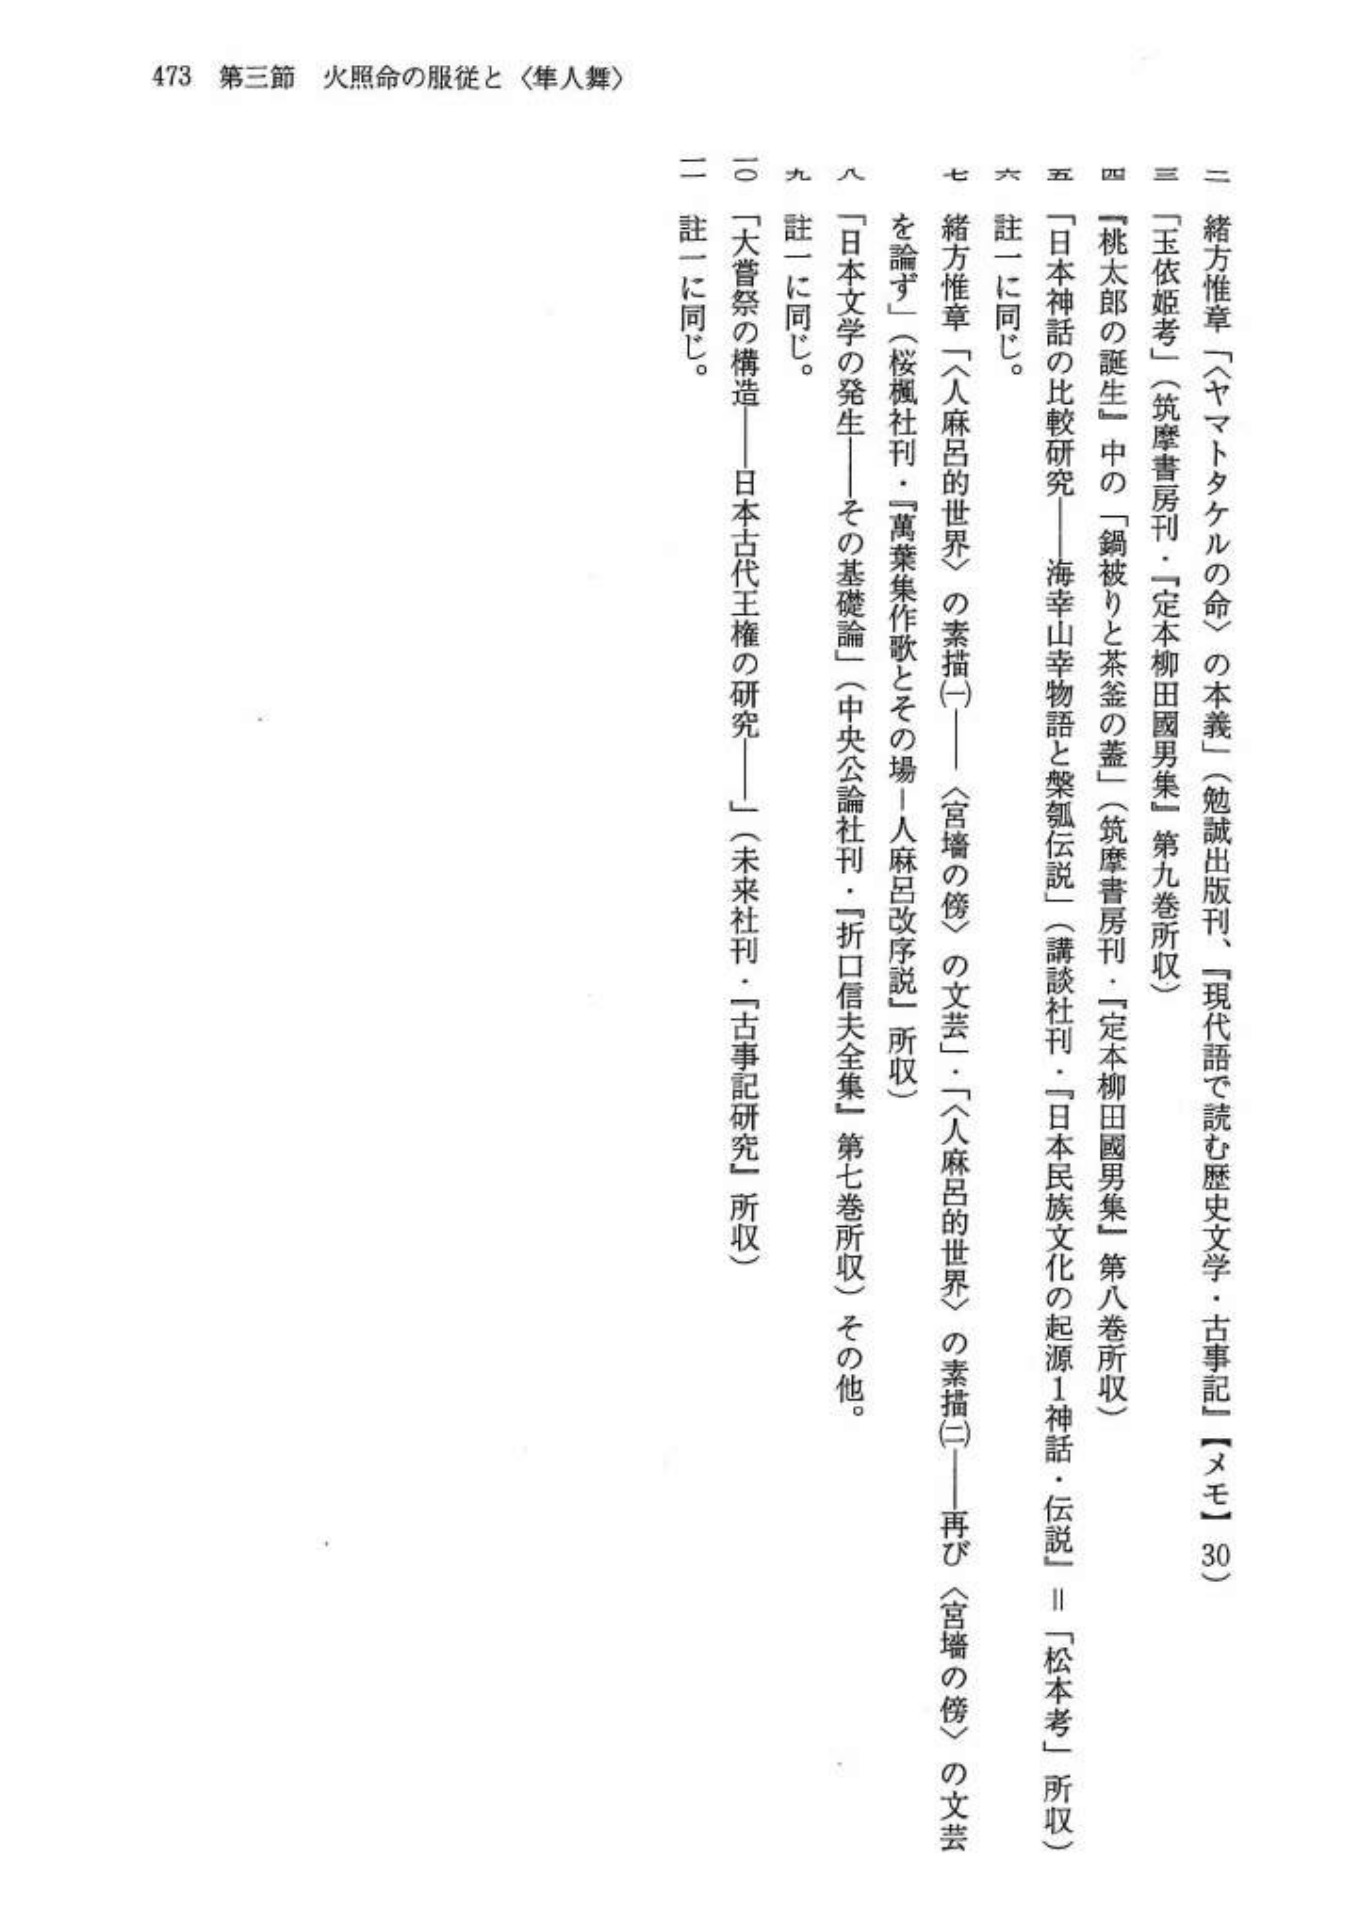 473 第三節 火照命の服従と〈隼人舞〉
二 緒方惟章「〈ヤマトタケルの命〉の本義」（勉誠出版刊、『現代語で読む歴史文学・古事記』【メモ】30）
三 「玉依姫考」（筑摩書房刊・『定本柳田國男集』第九巻所収）
四 『桃太郎の誕生』中の「鍋被りと茶釜の蓋」（筑摩書房刊・『定本柳田國男集』第八巻所収）
五 「日本神話の比較研究――海幸山幸物語と槃瓠伝説」（講談社刊・『日本民族文化の起源1神話・伝説』＝「松本考」所収）
六 註一に同じ。
七 緒方惟章「〈人麻呂的世界〉の素描㈠――〈宮墻の傍〉の文芸」・「〈人麻呂的世界〉の素描㈡――再び〈宮墻の傍〉の文芸
を論ず」（桜楓社刊・『萬葉集作歌とその場―人麻呂攷序説』所収）
八 「日本文学の発生――その基礎論」（中央公論社刊・『折口信夫全集』第七巻所収）その他。
九 註一に同じ。
一〇 「大嘗祭の構造――日本古代王権の研究――」（未来社刊・『古事記研究』所収）
一一 註一に同じ。